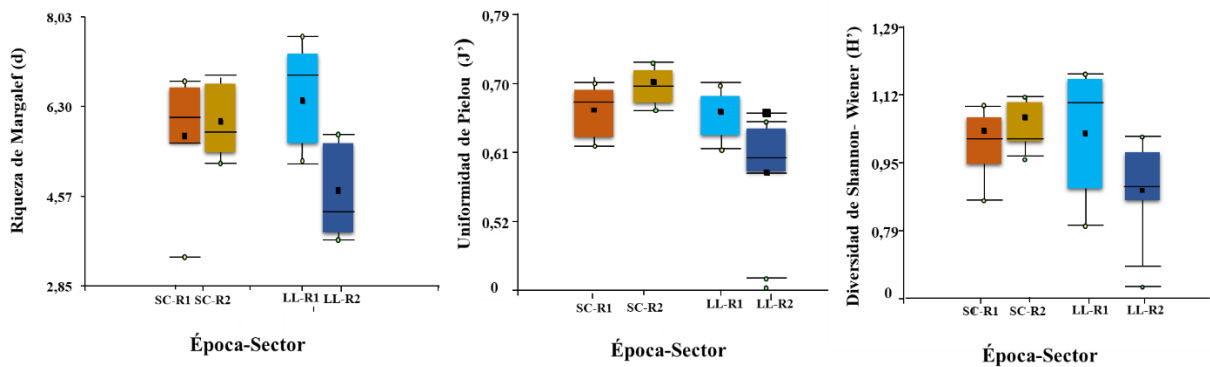 Riqueza de Margalef (d)
8,03
6,30
4,57
2,85
SC-R1 SC-R2 LL-R1 LL-R2
Época-Sector
Uniformidad de Pielou (J’)
0,79
0,70
0,61
0,52
0
SC-R1 SC-R2 LL-R1 LL-R2
Época-Sector
Diversidad de Shannon- Wiener (H’)
1,29
1,12
0,95
0,79
0
SC-R1 SC-R2 LL-R1 LL-R2
Época-Sector